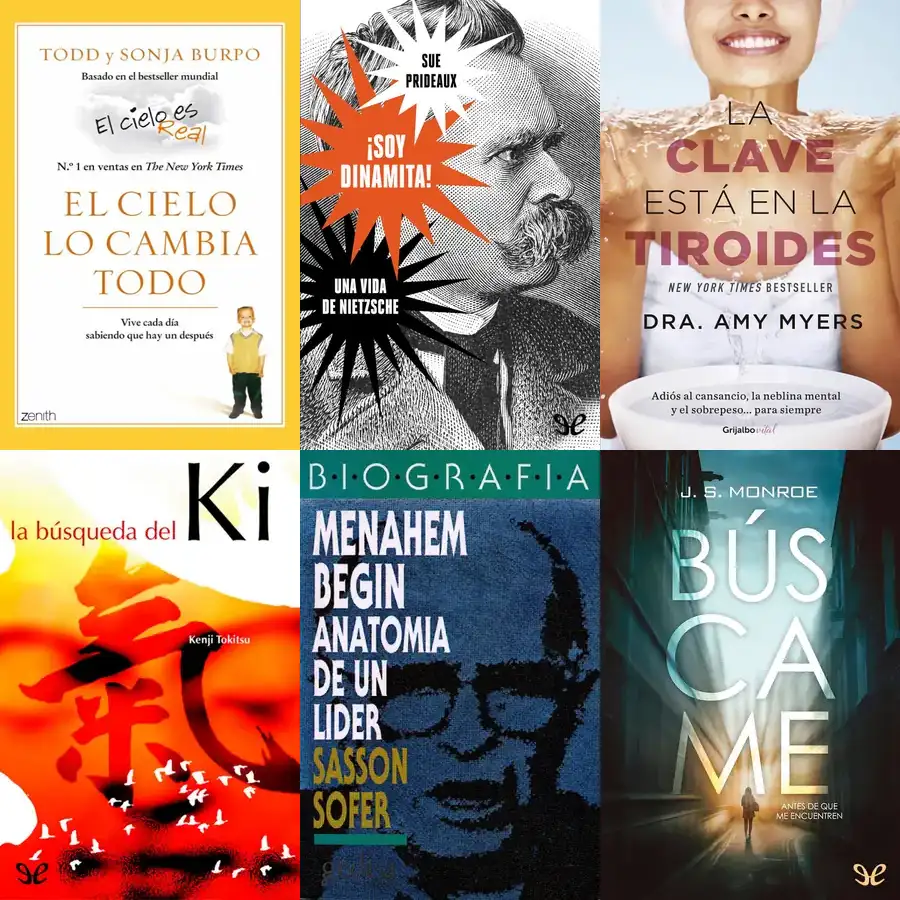 TODD y SONJA BURPO
Basado en el bestseller mundial
El cielo es
Real
N.º 1 en ventas en The New York Times
EL CIELO
LO CAMBIA
TODO
Vive cada día
sabiendo que hay un después
zenith
SUE
PRIDEAUX
¡SOY
DINAMITA!
UNA VIDA
DE NIETZSCHE
LA
CLAVE
ESTÁ EN LA
TIROIDES
NEW YORK TIMES BESTSELLER
DRA. AMY MYERS
Adiós al cansancio, la neblina mental
y el sobrepeso... para siempre
Grijalbo vital
la búsqueda del Ki
Kenji Tokitsu
氣
B·I·O·G·R·A·F·I·A
MENAHEM
BEGIN
ANATOMIA
DE UN
LIDER
SASSON
SOFER
J. S. MONROE
BÚS
CA
ME
ANTES DE QUE
ME ENCUENTREN